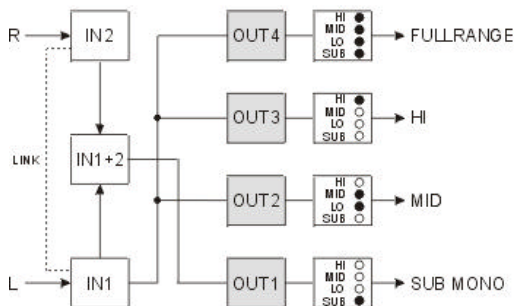 R
IN2
OUT4
HI
MID
LO
SUB
FULLRANGE
OUT3
HI
MID
LO
SUB
HI
LINK
IN1+2
OUT2
HI
MID
LO
SUB
MID
L
IN1
OUT1
HI
MID
LO
SUB
SUB MONO